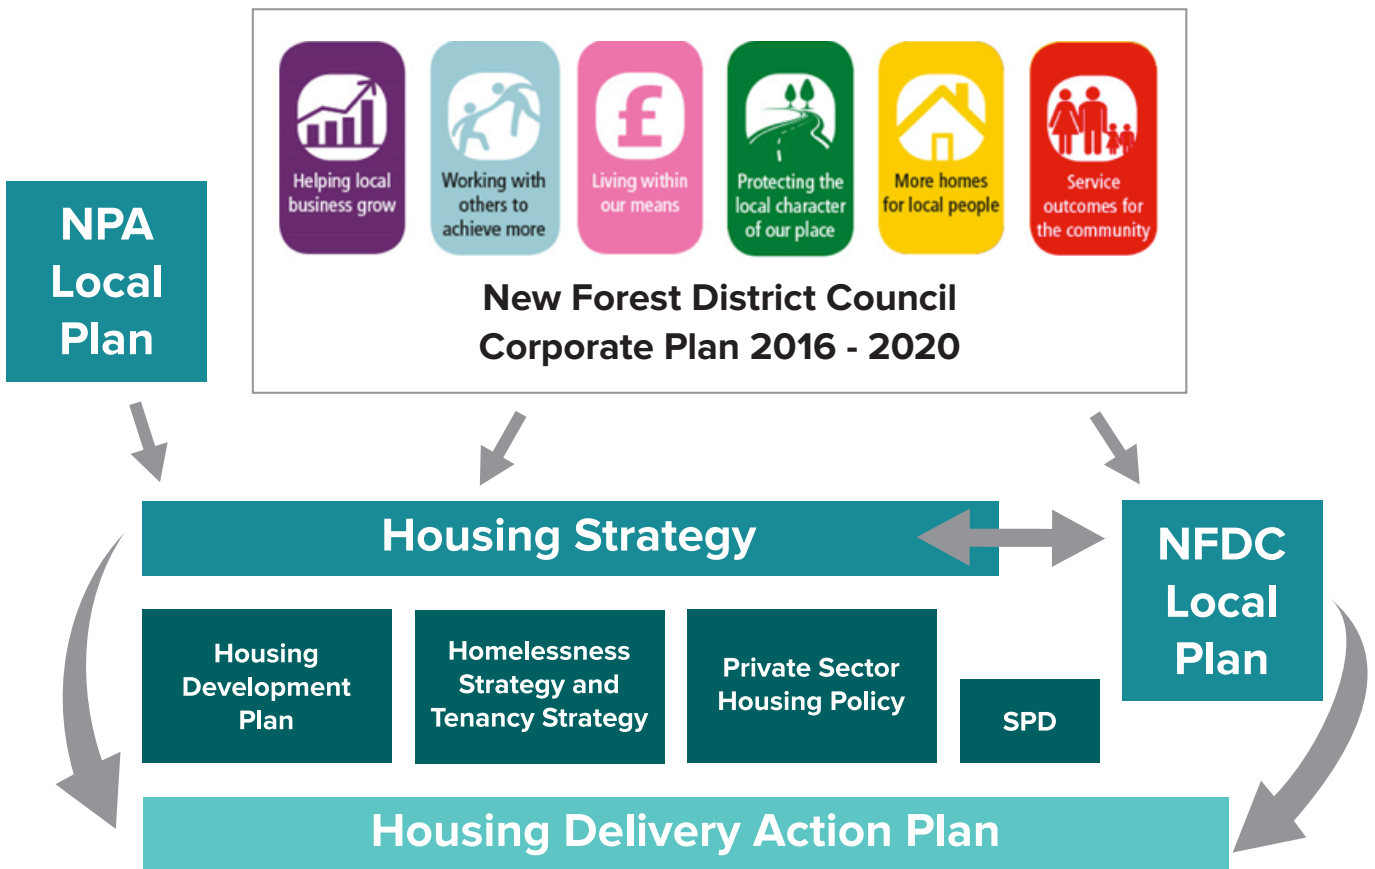 Helping local
business grow
Working with
others to
achieve more
Living within
our means
Protecting the
local character
of our place
More homes
for local people
Service
outcomes for
the community
New Forest District Council
Corporate Plan 2016 - 2020
NPA
Local
Plan
Housing Strategy
NFDC
Local
Plan
Housing
Development
Plan
Homelessness
Strategy and
Tenancy Strategy
Private Sector
Housing Policy
SPD
Housing Delivery Action Plan